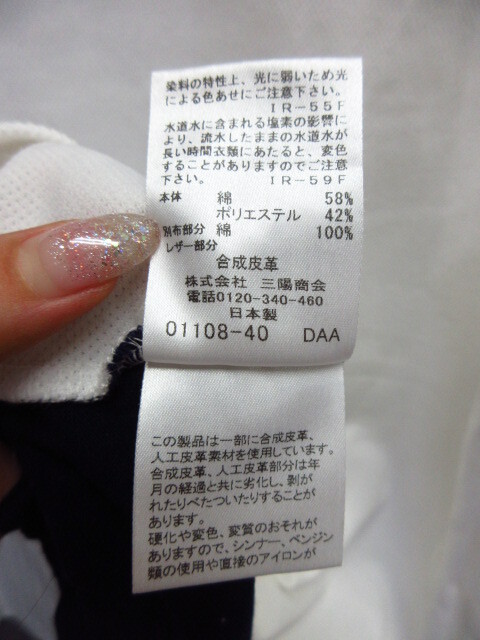 染料の特性上、光に弱いため光
による色あせにご注意下さい。
IR-55F
水道水に含まれる塩素の影響に
より、流水したままの水道水が
長い時間衣類にあたると、変色
することがありますのでご注意
下さい。 IR-59F
本体 綿 58%
ポリエステル 42%
別布部分 綿 100%
レザー部分
合成皮革
株式会社 三陽商会
電話0120-340-460
日本製
01108-40 DAA
この製品は一部に合成皮革、
人工皮革素材を使用しています。
合成皮革、人工皮革部分は年
月の経過と共に劣化し、剥が
れたりべたついたりすることが
あります。
硬化や変色、変質のおそれが
ありますので、シンナー、ベンジン
類の使用や直接のアイロンが